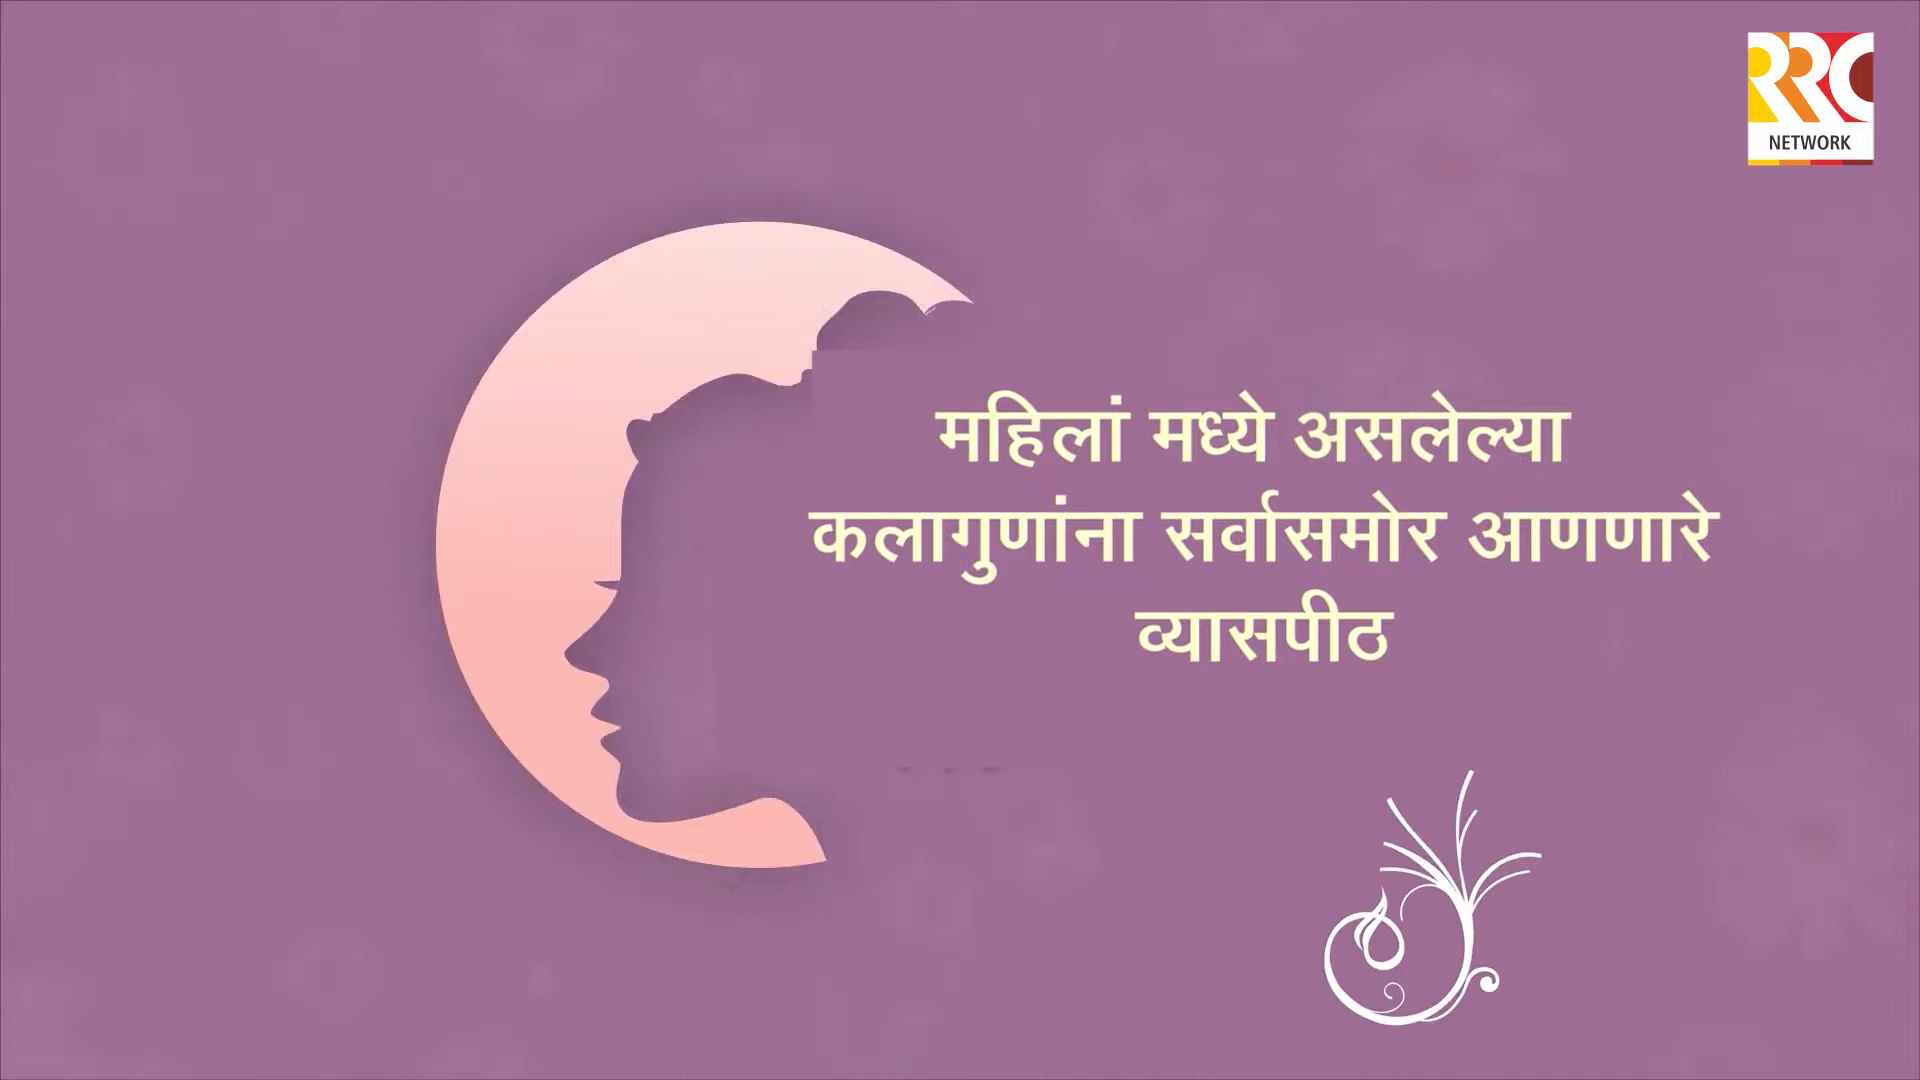 RRC
NETWORK
महिलां मध्ये असलेल्या
कलागुणांना सर्वासमोर आणणारे
व्यासपीठ